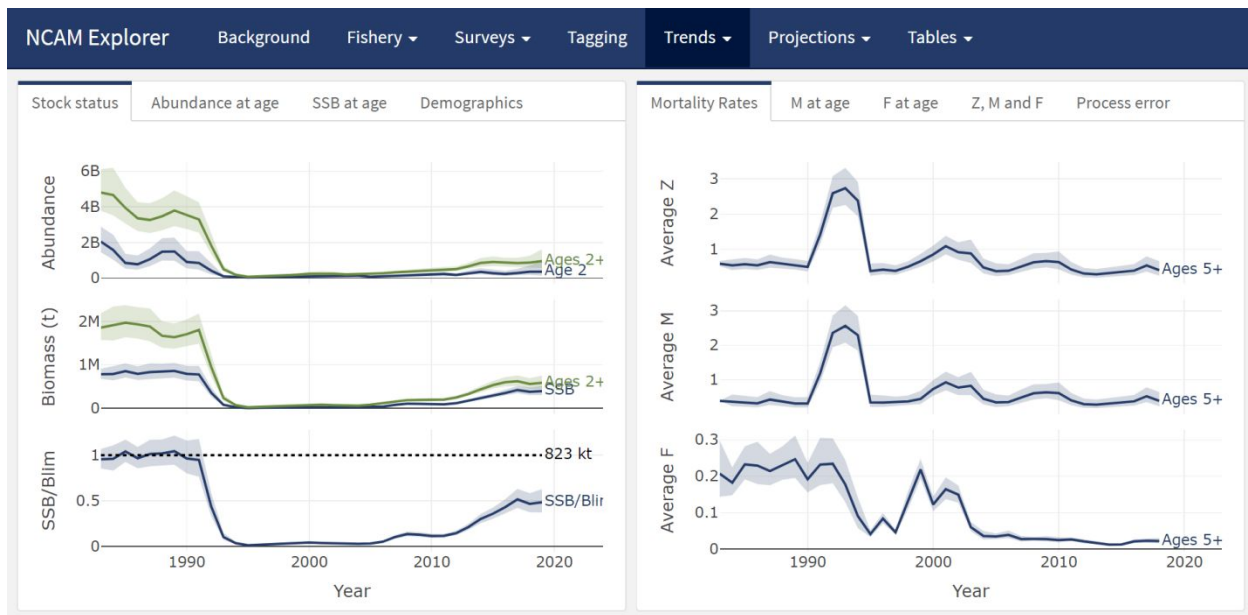 NCAM Explorer Background Fishery Surveys Tagging Trends Projections Tables
Stock status Abundance at age SSB at age Demographics
Abundance
6B
4B
2B
0
Ages 2+
Age 2
Biomass (t)
2M
1M
0
Ages 2+
SSB
SSB/Blim
1
0.5
0
823 kt
SSB/Blir
1990 2000 2010 2020
Year
Mortality Rates M at age F at age Z, M and F Process error
Average Z
3
2
1
Ages 5+
Average M
3
2
1
Ages 5+
Average F
0.3
0.2
0.1
0
Ages 5+
1990 2000 2010 2020
Year